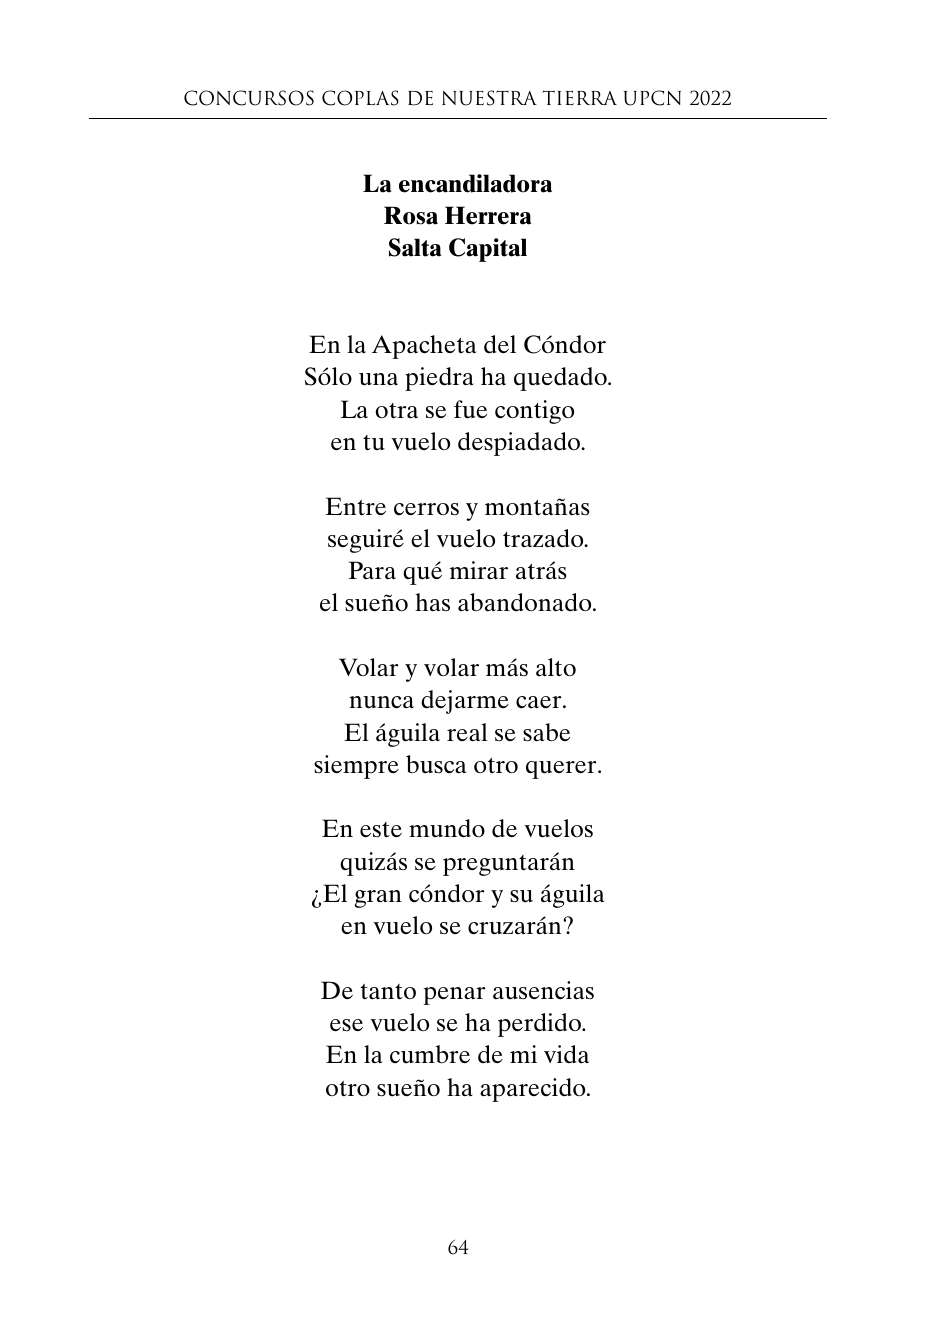 CONCURSOS COPLAS DE NUESTRA TIERRA UPCN 2022
La encandiladora
Rosa Herrera
Salta Capital
En la Apacheta del Cóndor
Sólo una piedra ha quedado.
La otra se fue contigo
en tu vuelo despiadado.
Entre cerros y montañas
seguiré el vuelo trazado.
Para qué mirar atrás
el sueño has abandonado.
Volar y volar más alto
nunca dejarme caer.
El águila real se sabe
siempre busca otro querer.
En este mundo de vuelos
quizás se preguntarán
¿El gran cóndor y su águila
en vuelo se cruzarán?
De tanto penar ausencias
ese vuelo se ha perdido.
En la cumbre de mi vida
otro sueño ha aparecido.
64